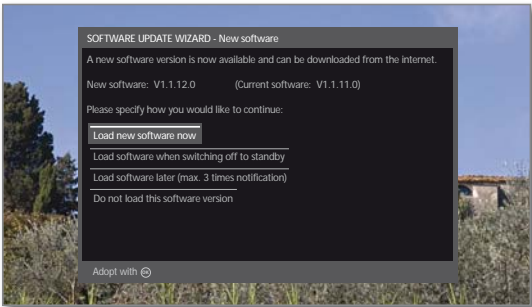 SOFTWARE UPDATE WIZARD - New software
A new software version is now available and can be downloaded from the internet.
New software: V1.1.12.0 (Current software: V1.1.11.0)
Please specify how you would like to continue:
Load new software now
Load software when switching off to standby
Load software later (max. 3 times notification)
Do not load this software version
Adopt with OK